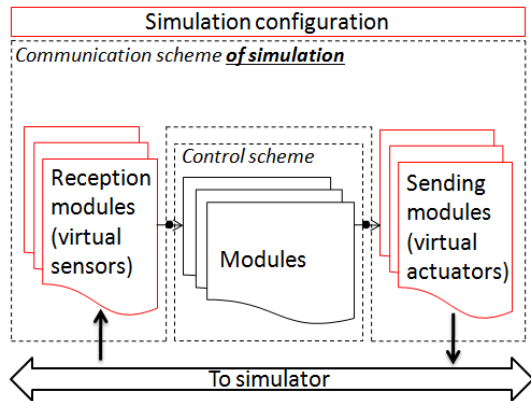 Simulation configuration
Communication scheme of simulation
Control scheme
Reception
modules
(virtual
sensors)
Modules
Sending
modules
(virtual
actuators)
To simulator